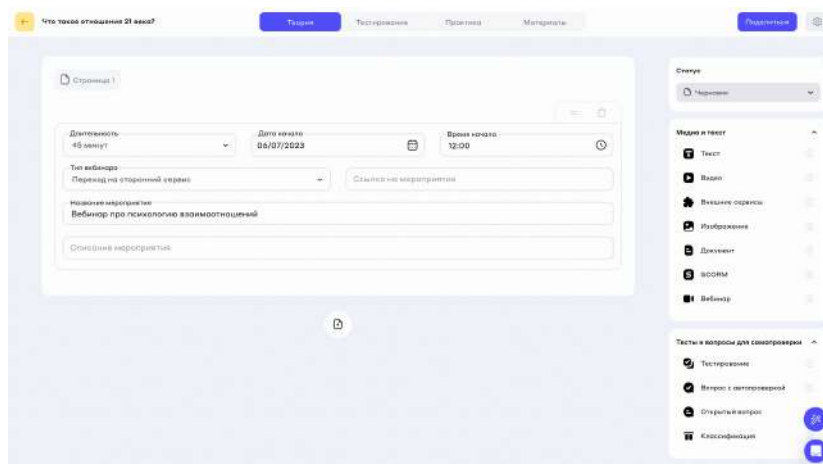 Что такое отношения 21 века?
Теория
Тестирование
Практика
Материалы
Поделиться
Страница 1
Длительность
45 минут
Дата начала
06/07/2023
Время начала
12:00
Тип вебинара
Переход на сторонний сервис
Ссылка на мероприятие
Название мероприятия
Вебинар про психологию взаимоотношений
Описание мероприятия
Статус
Черновик
Медиа и текст
Текст
Видео
Внешние сервисы
Изображение
Документ
SCORM
Вебинар
Тесты и вопросы для самопроверки
Тестирование
Вопрос с автопроверкой
Открытый вопрос
Классификация